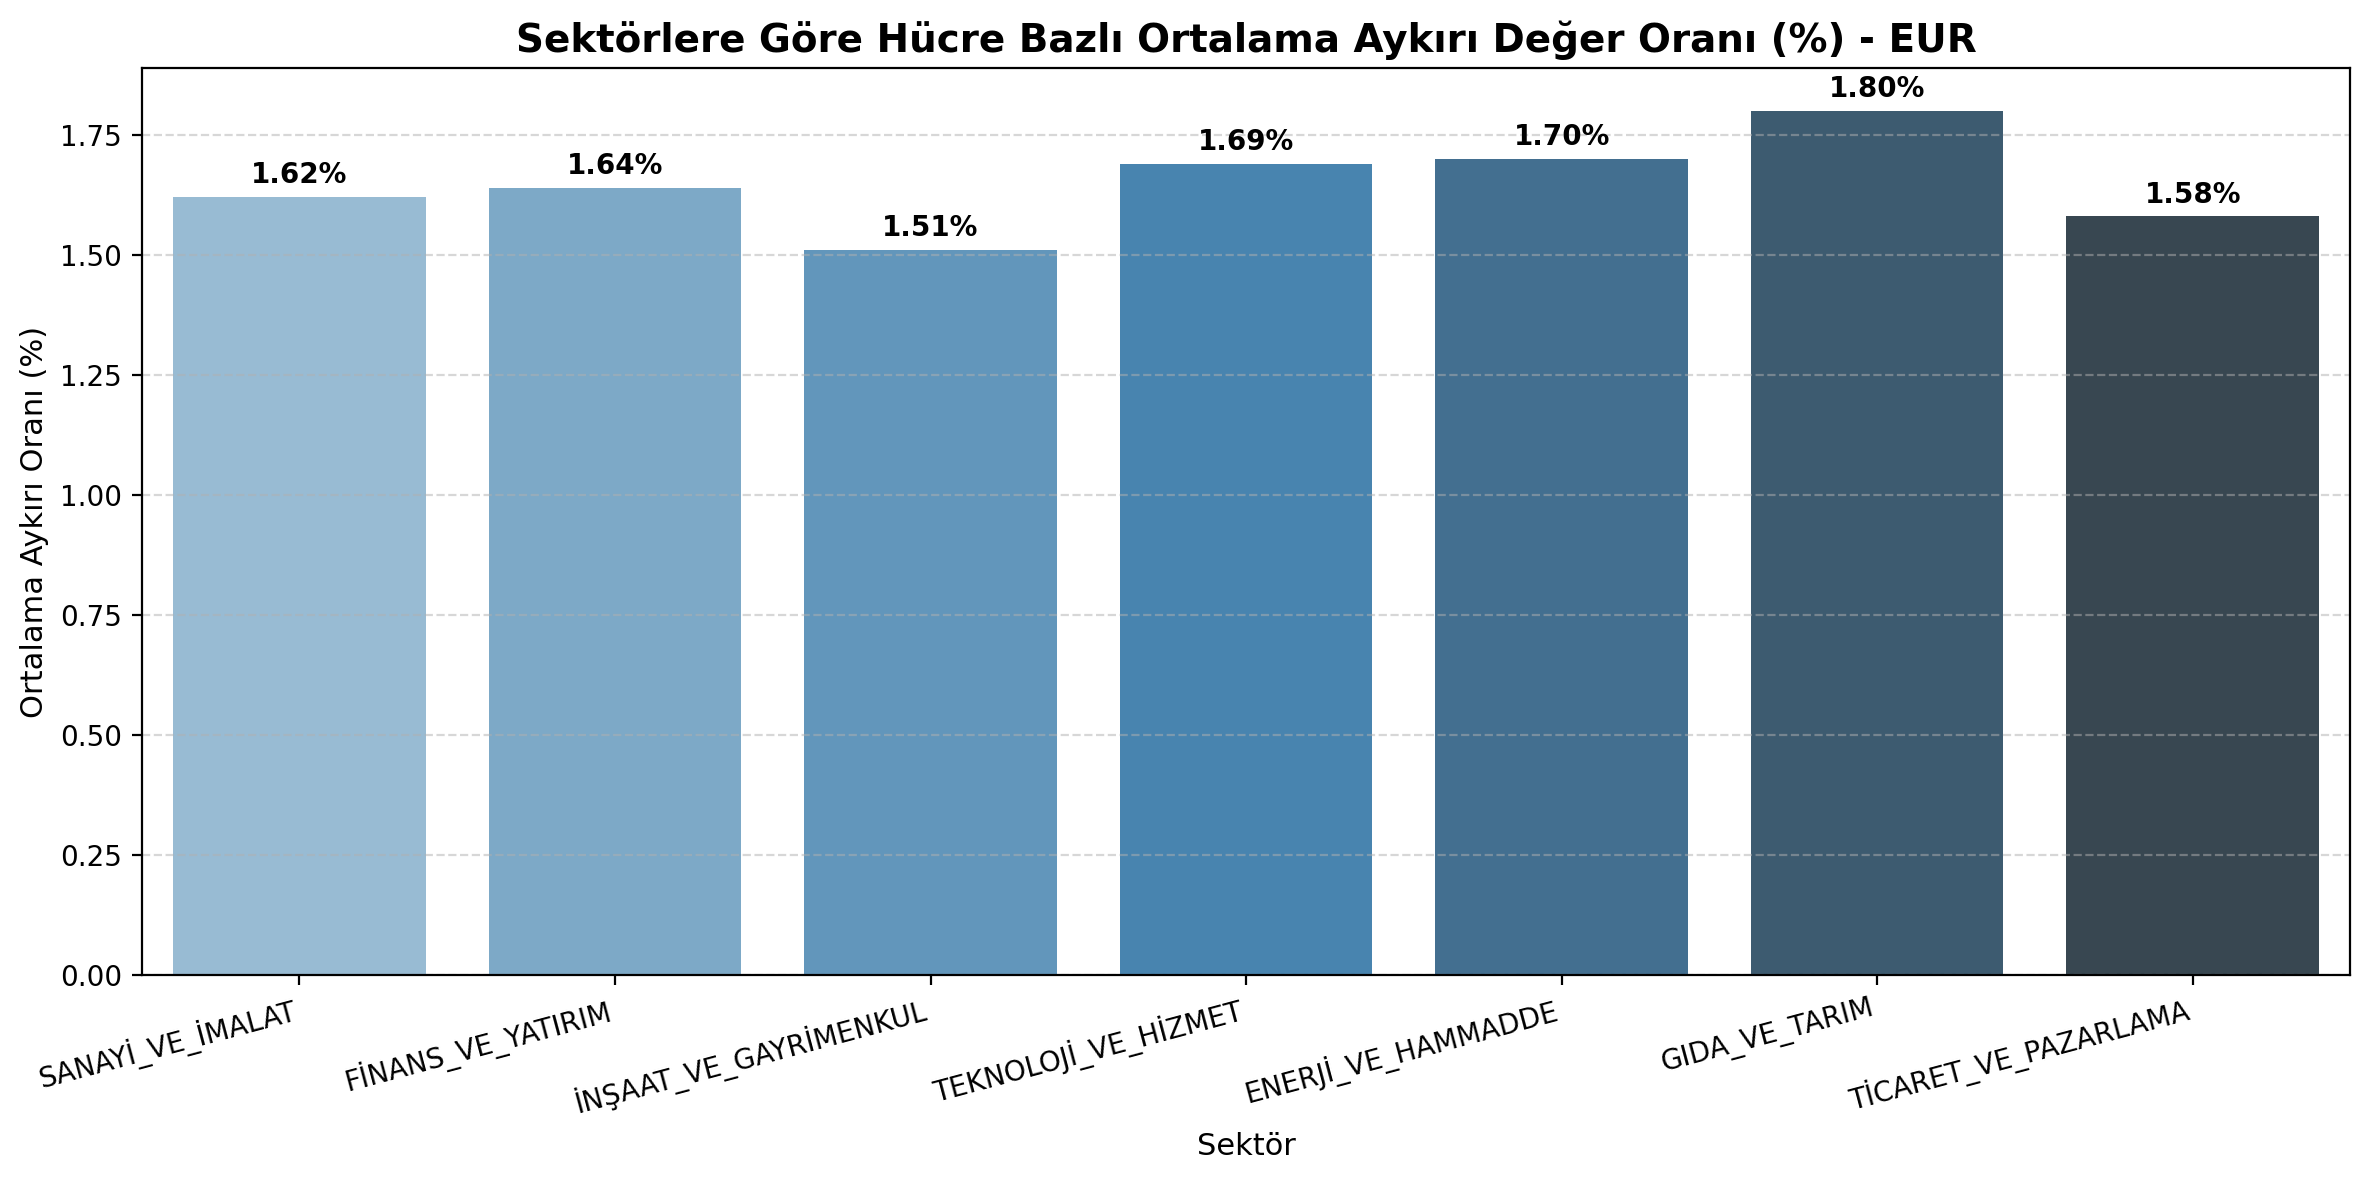 Sektörlere Göre Hücre Bazlı Ortalama Aykırı Değer Oranı (%) - EUR
Ortalama Aykırı Oranı (%)
1.75
1.50
1.25
1.00
0.75
0.50
0.25
0.00
1.62%
1.64%
1.51%
1.69%
1.70%
1.80%
1.58%
SANAYİ_VE_İMALAT
FİNANS_VE_YATIRIM
İNŞAAT_VE_GAYRİMENKUL
TEKNOLOJİ_VE_HİZMET
ENERJİ_VE_HAMMADDE
GIDA_VE_TARIM
TİCARET_VE_PAZARLAMA
Sektör